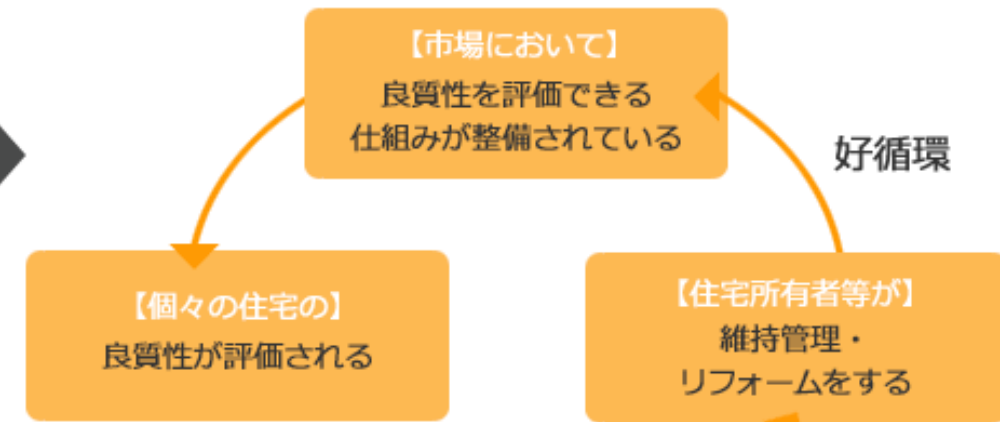 【市場において】
良質性を評価できる
仕組みが整備されている
好循環
【個々の住宅の】
良質性が評価される
【住宅所有者等が】
維持管理・
リフォームをする